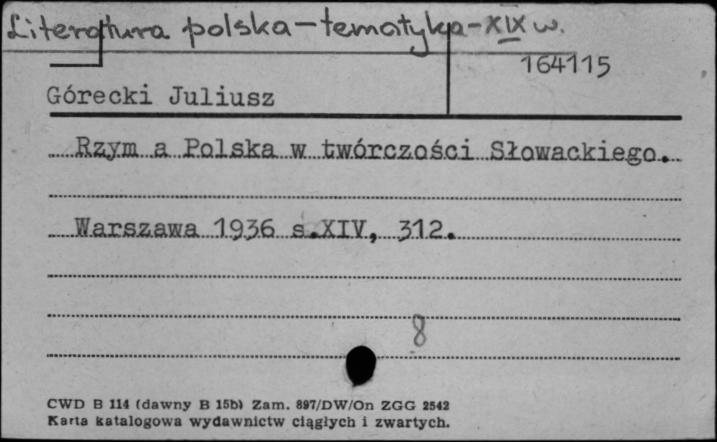 Literatura polska-tematyka-XIX w.
164115
Górecki Juliusz
Rzym a Polska w twórczości Słowackiego.
Warszawa 1936 s.XIV, 312.
8
CWD B 114 (dawny B 15b) Zam. 897/DW/On ZGG 2542
Karta katalogowa wydawnictw ciągłych i zwartych.